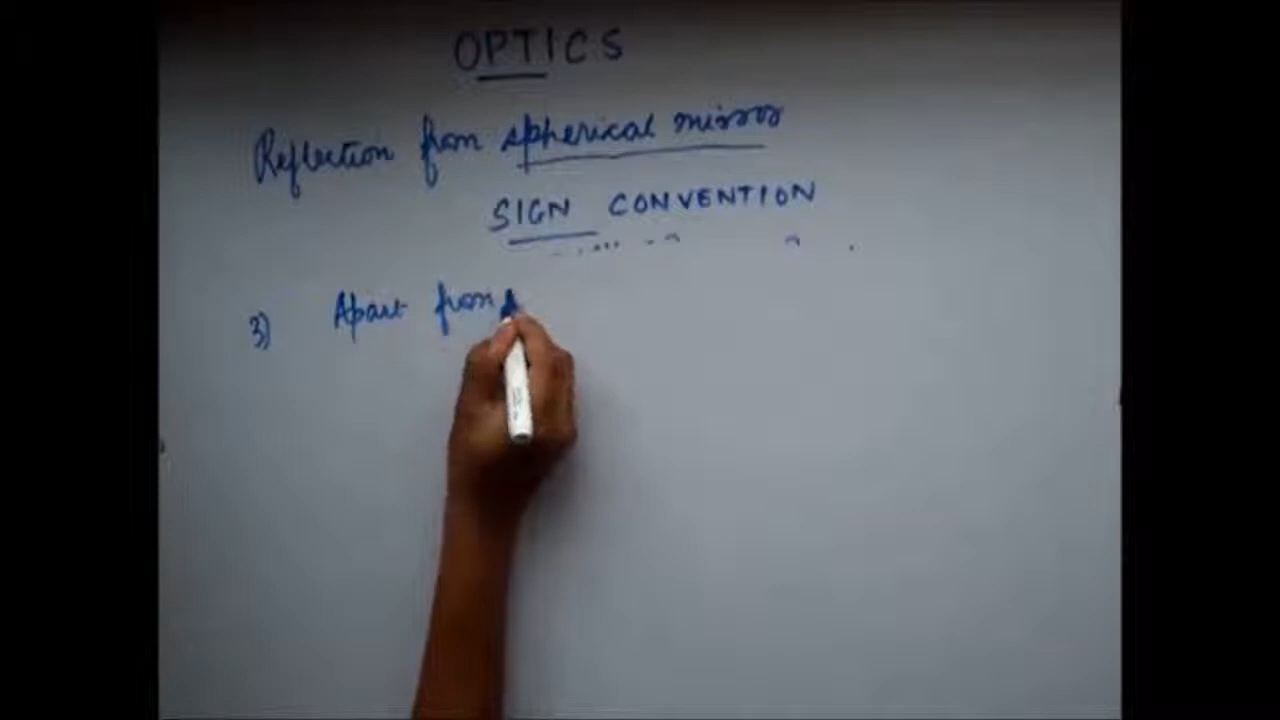 OPTICS
Reflection from spherical mirror
SIGN CONVENTION
3) Apart from